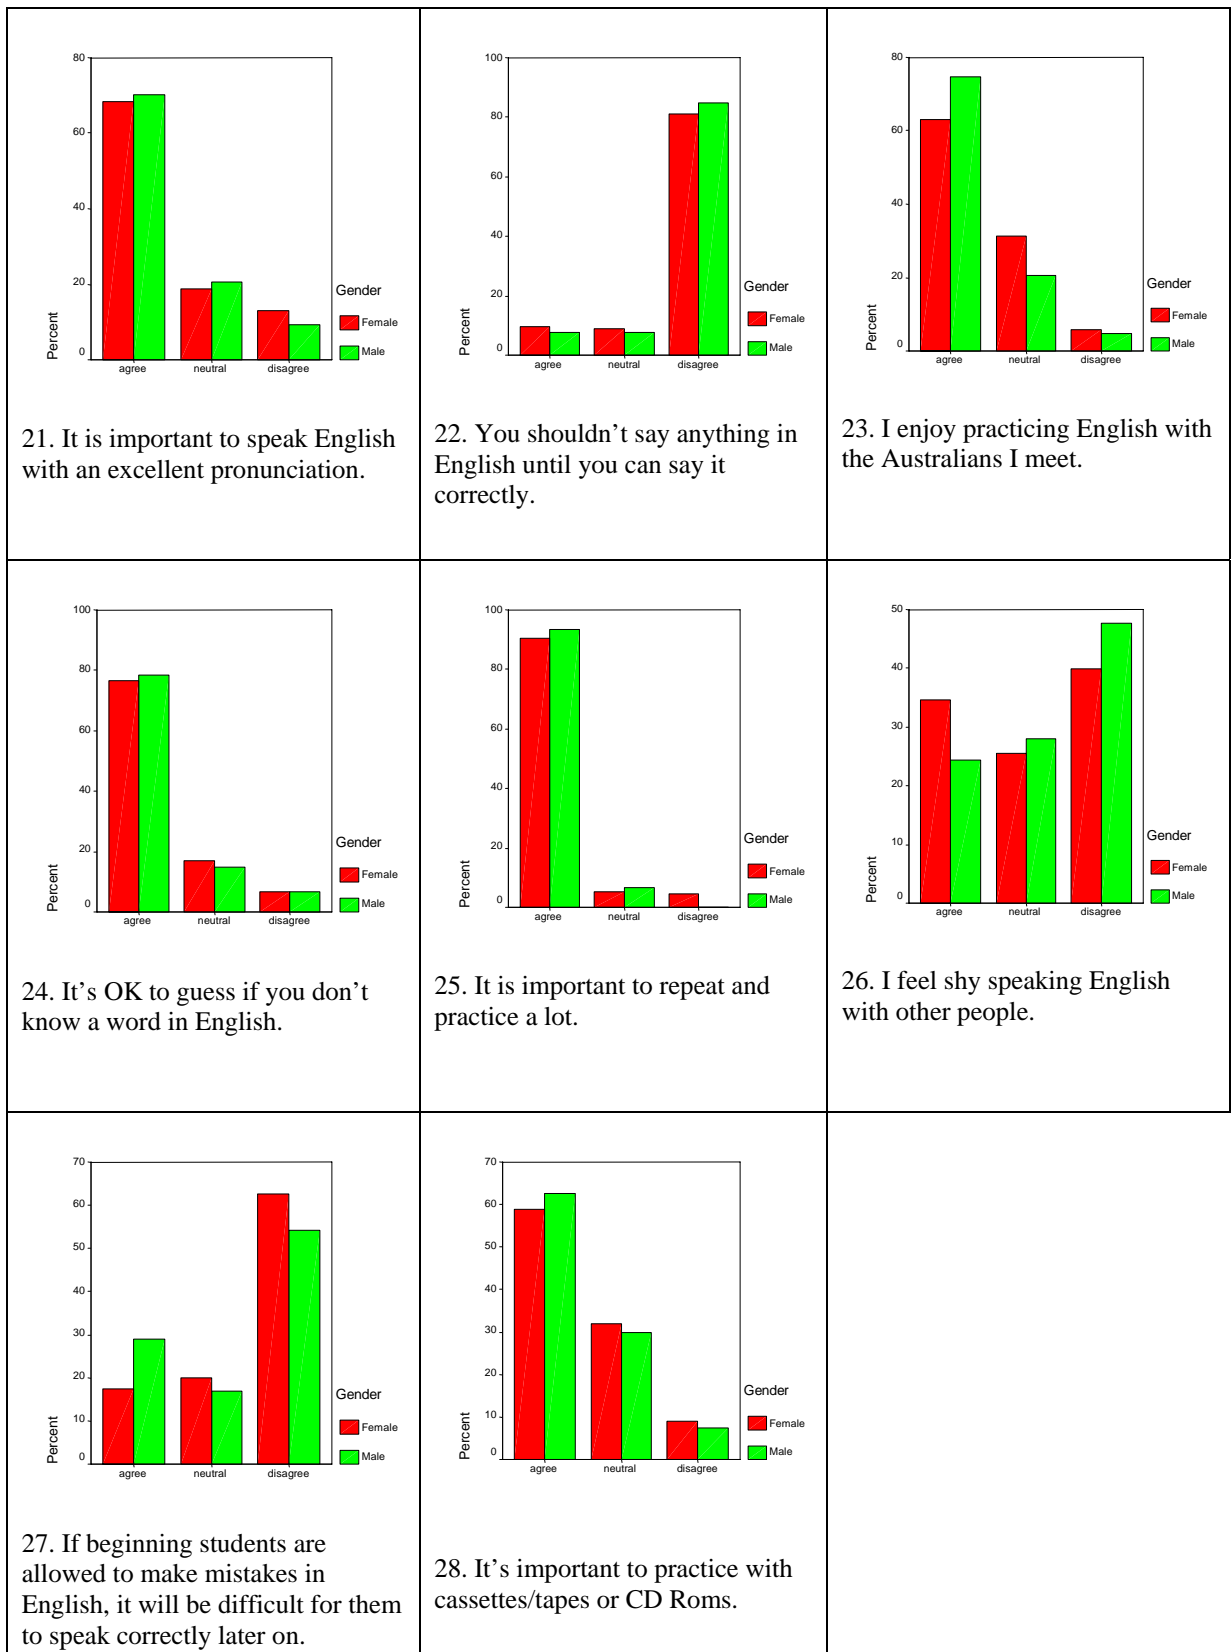 80
60
40
20
0
Percent
agree
neutral
disagree
Gender
Female
Male
21. It is important to speak English
with an excellent pronunciation.
100
80
60
40
20
0
Percent
agree
neutral
disagree
Gender
Female
Male
22. You shouldn’t say anything in
English until you can say it
correctly.
80
60
40
20
0
Percent
agree
neutral
disagree
Gender
Female
Male
23. I enjoy practicing English with
the Australians I meet.
100
80
60
40
20
0
Percent
agree
neutral
disagree
Gender
Female
Male
24. It’s OK to guess if you don’t
know a word in English.
100
80
60
40
20
0
Percent
agree
neutral
disagree
Gender
Female
Male
25. It is important to repeat and
practice a lot.
50
40
30
20
10
0
Percent
agree
neutral
disagree
Gender
Female
Male
26. I feel shy speaking English
with other people.
70
60
50
40
30
20
10
0
Percent
agree
neutral
disagree
Gender
Female
Male
27. If beginning students are
allowed to make mistakes in
English, it will be difficult for them
to speak correctly later on.
70
60
50
40
30
20
10
0
Percent
agree
neutral
disagree
Gender
Female
Male
28. It’s important to practice with
cassettes/tapes or CD Roms.